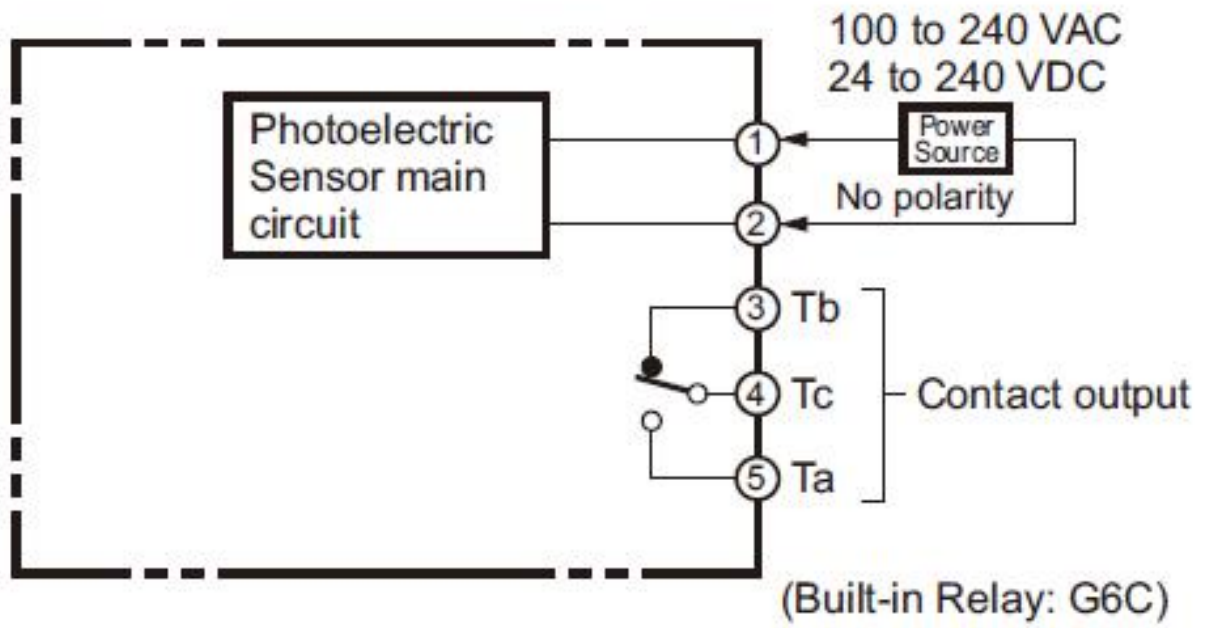 100 to 240 VAC
24 to 240 VDC
Photoelectric
Sensor main
circuit
1
Power
Source
No polarity
2
3 Tb
4 Tc
Contact output
5 Ta
(Built-in Relay: G6C)